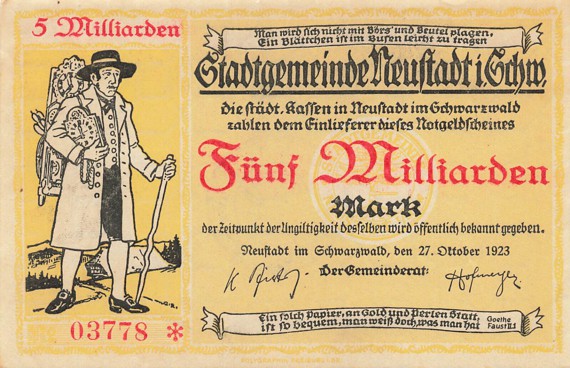 5 Milliarden
Man wird sich nicht mit Börs' und Beutel plagen,
Ein Blättchen ist im Busen leicht zu tragen
Stadtgemeinde Neustadt i. Schw.
Die städt. Kassen in Neustadt im Schwarzwald
zahlen dem Einlieferer dieses Notgeldscheines
Fünf Milliarden
Mark
der Zeitpunkt der Ungiltigkeit desselben wird öffentlich bekannt gegeben.
Neustadt im Schwarzwald, den 27. Oktober 1923
Der Gemeinderat:
03778 *
Ein solch Papier, an Gold und Perlen Statt,
ist so bequem, man weiß doch, was man hat
Goethe
Faust II.1